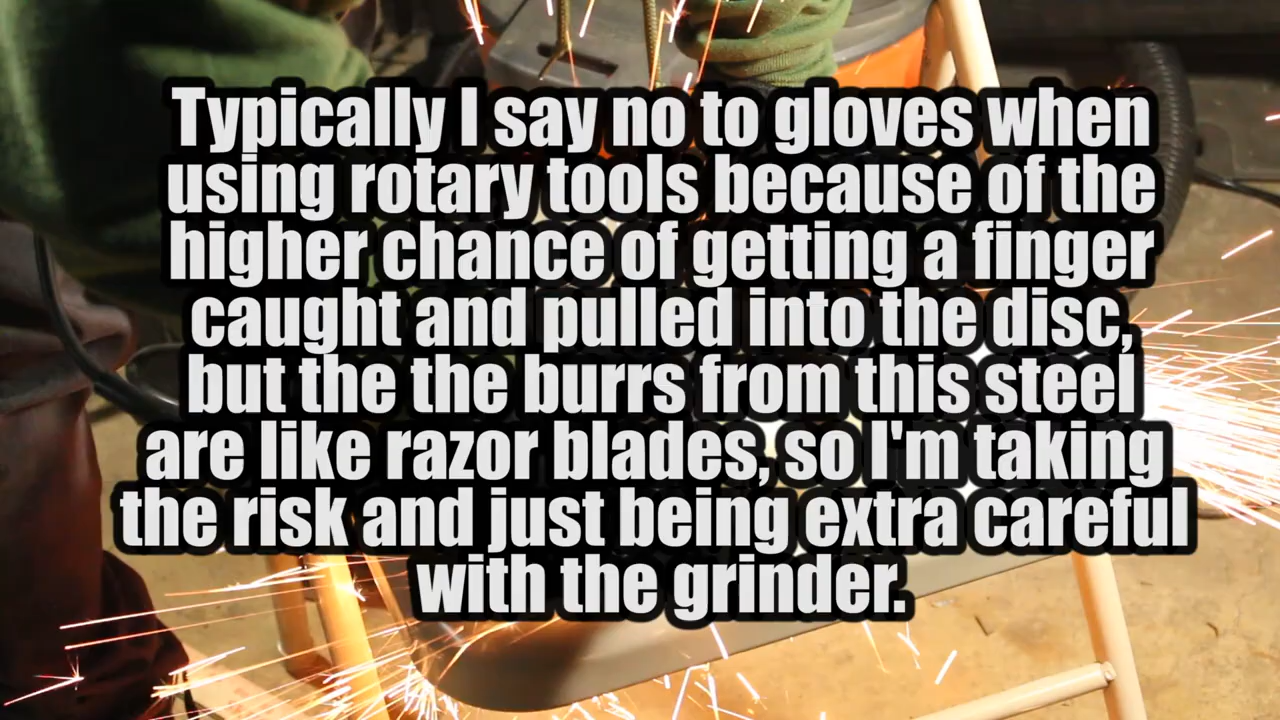 Typically I say no to gloves when
using rotary tools because of the
higher chance of getting a finger
caught and pulled into the disc,
but the the burrs from this steel
are like razor blades, so I'm taking
the risk and just being extra careful
with the grinder.